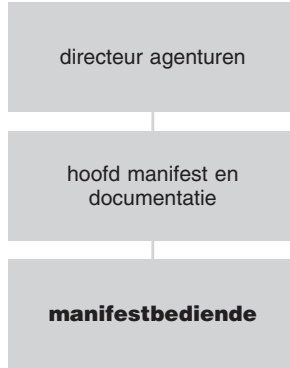 directeur agenturen
hoofd manifest en
documentatie
manifestbediende